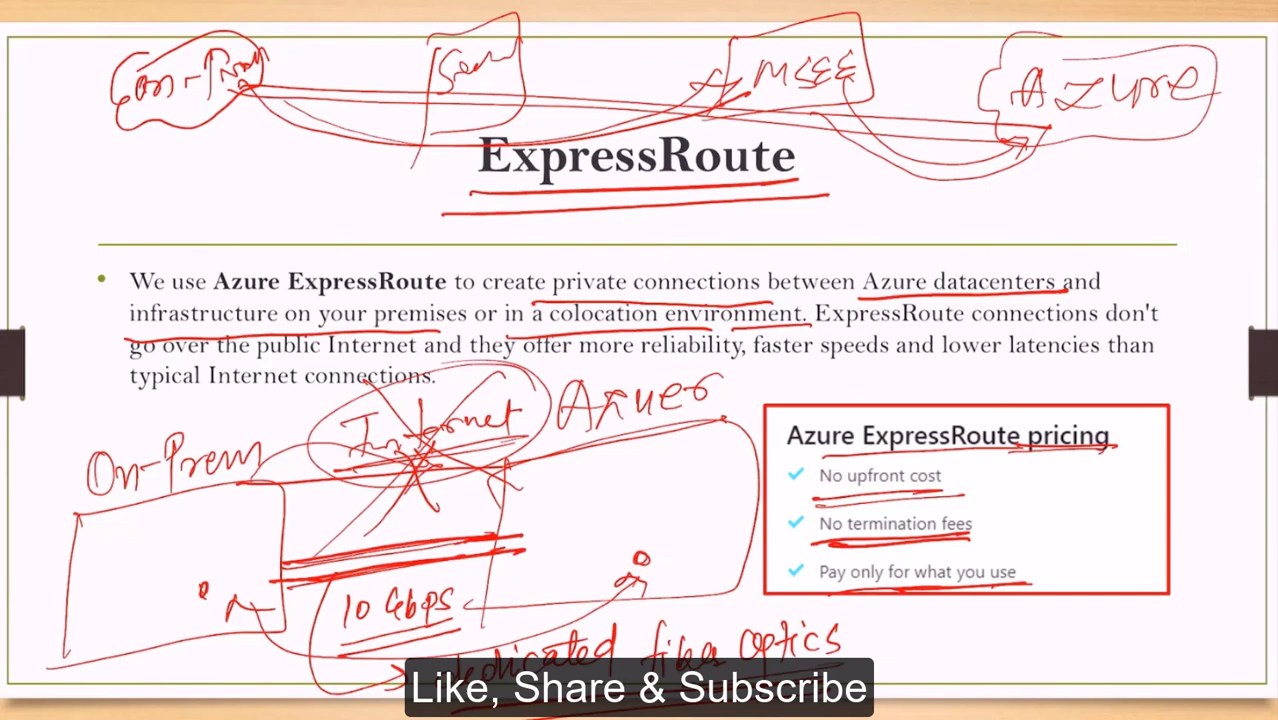 On-Prem
MSEE
Azure
ExpressRoute
• We use Azure ExpressRoute to create private connections between Azure datacenters and
infrastructure on your premises or in a colocation environment. ExpressRoute connections don't
go over the public Internet and they offer more reliability, faster speeds and lower latencies than
typical Internet connections.
Internet
Azuer
On-Prem
Azure ExpressRoute pricing
No upfront cost
No termination fees
Pay only for what you use
10 Gbps
dedicated fiber optics
Like, Share & Subscribe